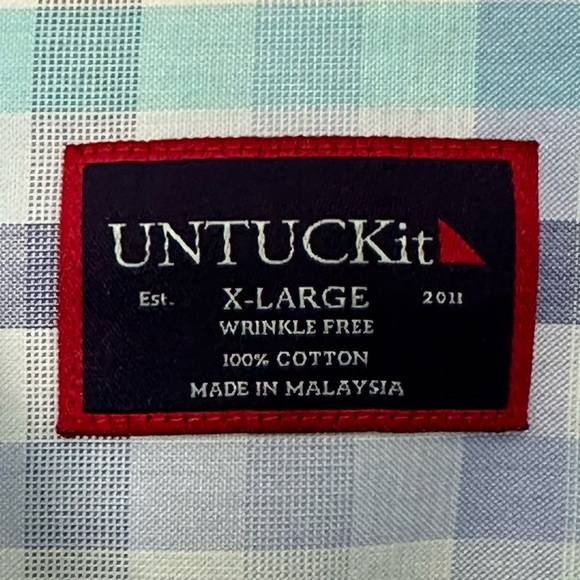 UNTUCKit
Est. X-LARGE 2011
WRINKLE FREE
100% COTTON
MADE IN MALAYSIA